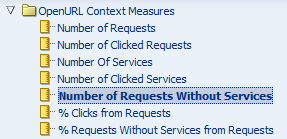 OpenURL Context Measures
Number of Requests
Number of Clicked Requests
Number Of Services
Number of Clicked Services
Number of Requests Without Services
% Clicks from Requests
% Requests Without Services from Requests